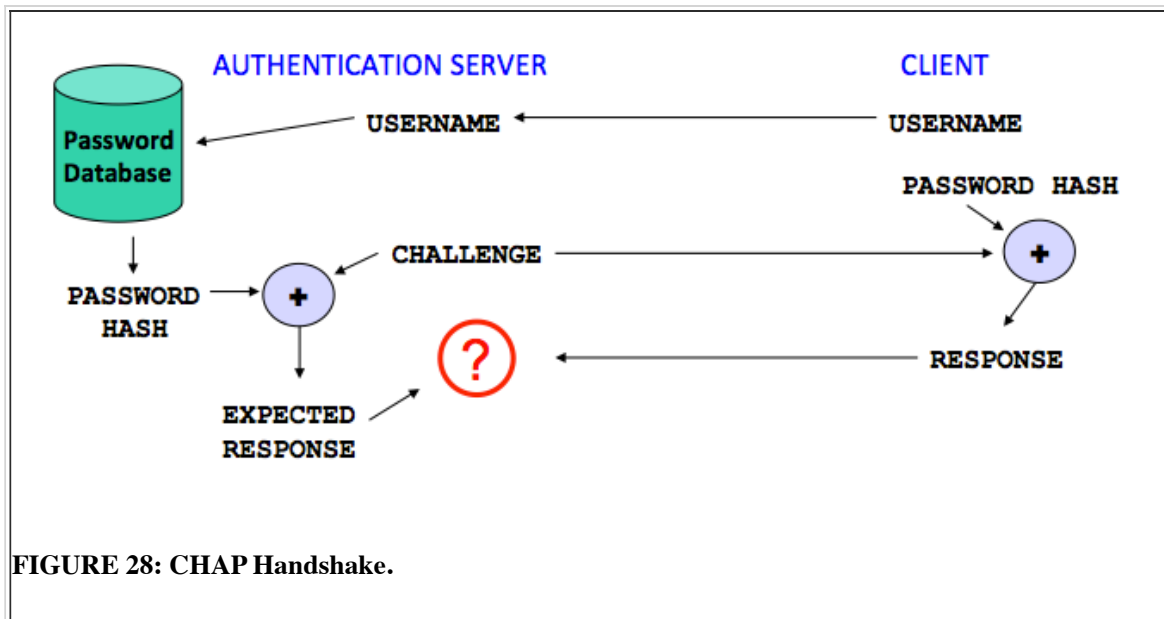 AUTHENTICATION SERVER
CLIENT
Password
Database
USERNAME
USERNAME
PASSWORD HASH
CHALLENGE
+
+
PASSWORD
HASH
?
RESPONSE
EXPECTED
RESPONSE
FIGURE 28: CHAP Handshake.